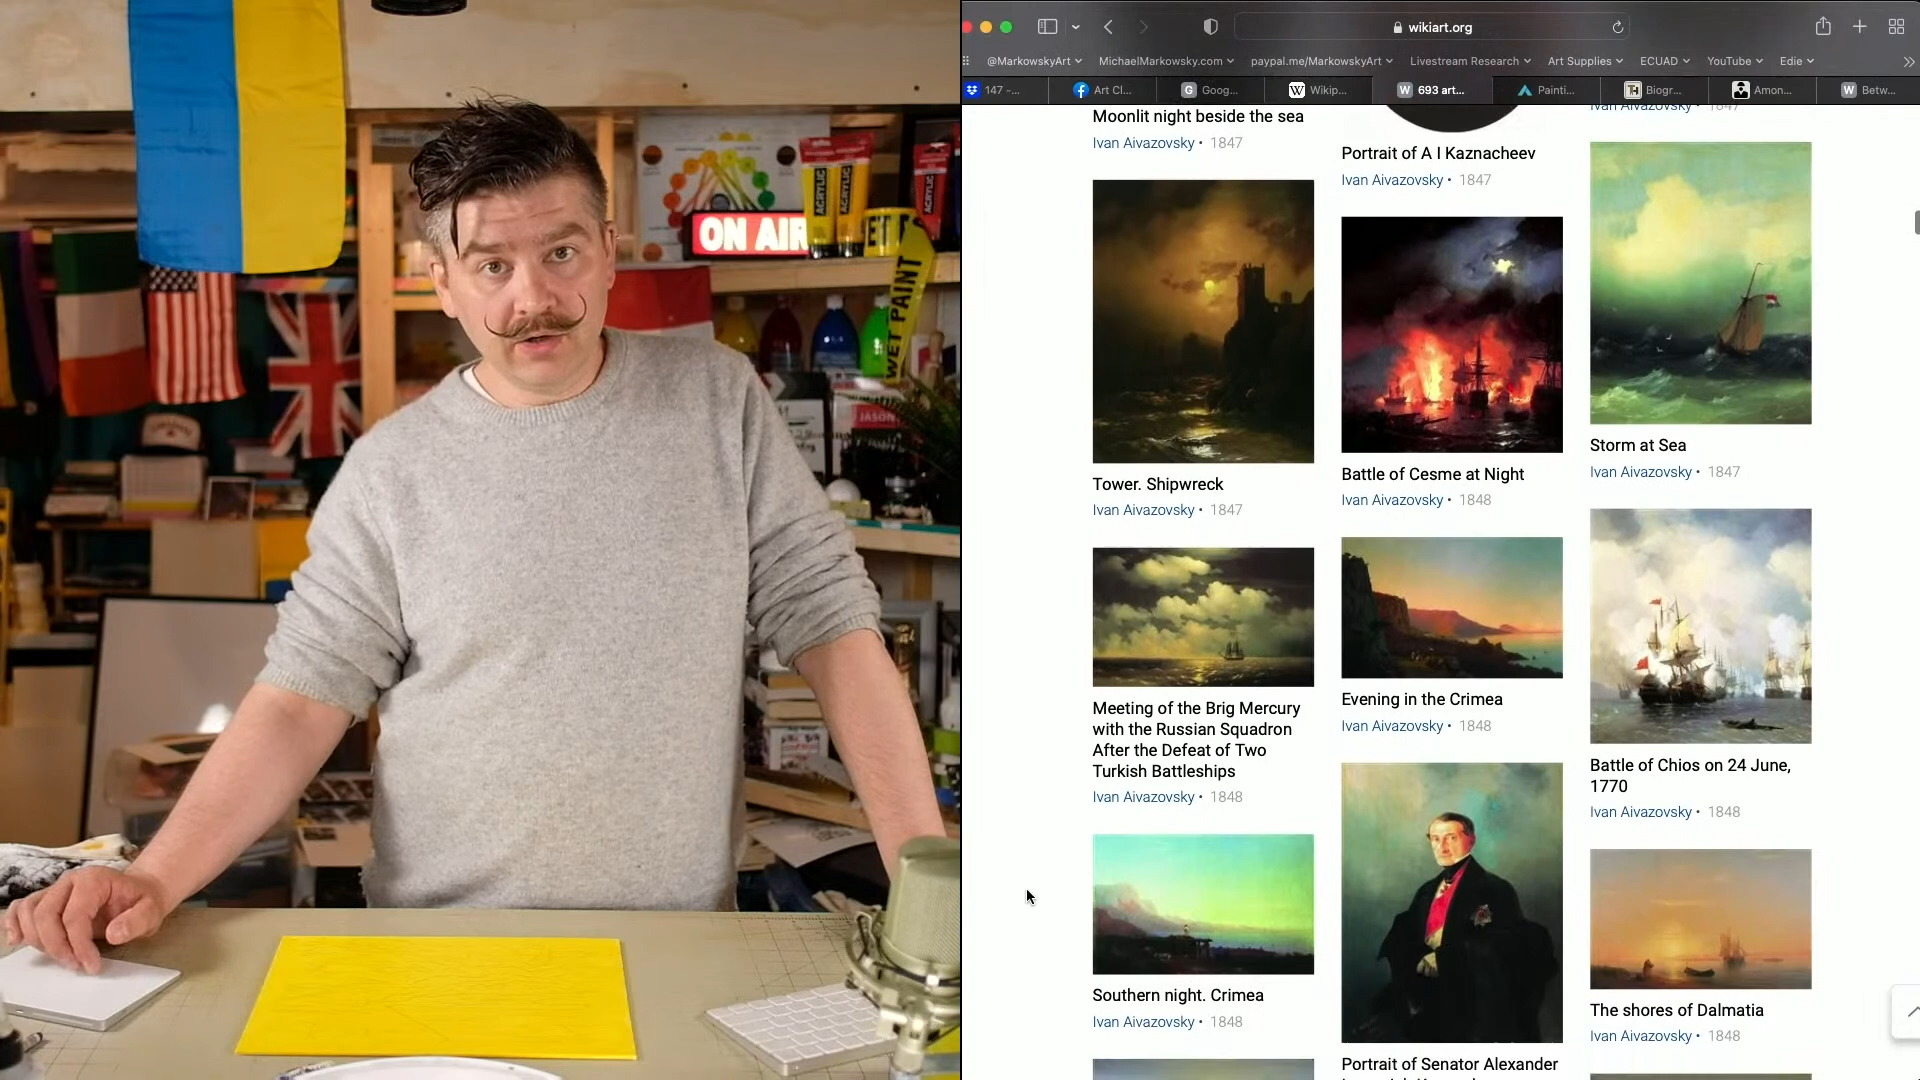 wikiart.org
@MarkowskyArt
MichaelMarkowsky.com
paypal.me/MarkowskyArt
Livestream Research
Art Supplies
ECUAD
YouTube
Edie
147 -...
Art Cl...
Goog...
Wikip...
693 art...
Painti...
Biogr...
Amon...
Betw...
ON AIR
ACRYLIC
ACRYLIC
WET PAINT
JASON
Moonlit night beside the sea
Ivan Aivazovsky • 1847
Tower. Shipwreck
Ivan Aivazovsky • 1847
Meeting of the Brig Mercury
with the Russian Squadron
After the Defeat of Two
Turkish Battleships
Ivan Aivazovsky • 1848
Southern night. Crimea
Ivan Aivazovsky • 1848
Portrait of A I Kaznacheev
Ivan Aivazovsky • 1847
Battle of Cesme at Night
Ivan Aivazovsky • 1848
Evening in the Crimea
Ivan Aivazovsky • 1848
Portrait of Senator Alexander
Ivan Aivazovsky • 1847
Storm at Sea
Ivan Aivazovsky • 1847
Battle of Chios on 24 June,
1770
Ivan Aivazovsky • 1848
The shores of Dalmatia
Ivan Aivazovsky • 1848